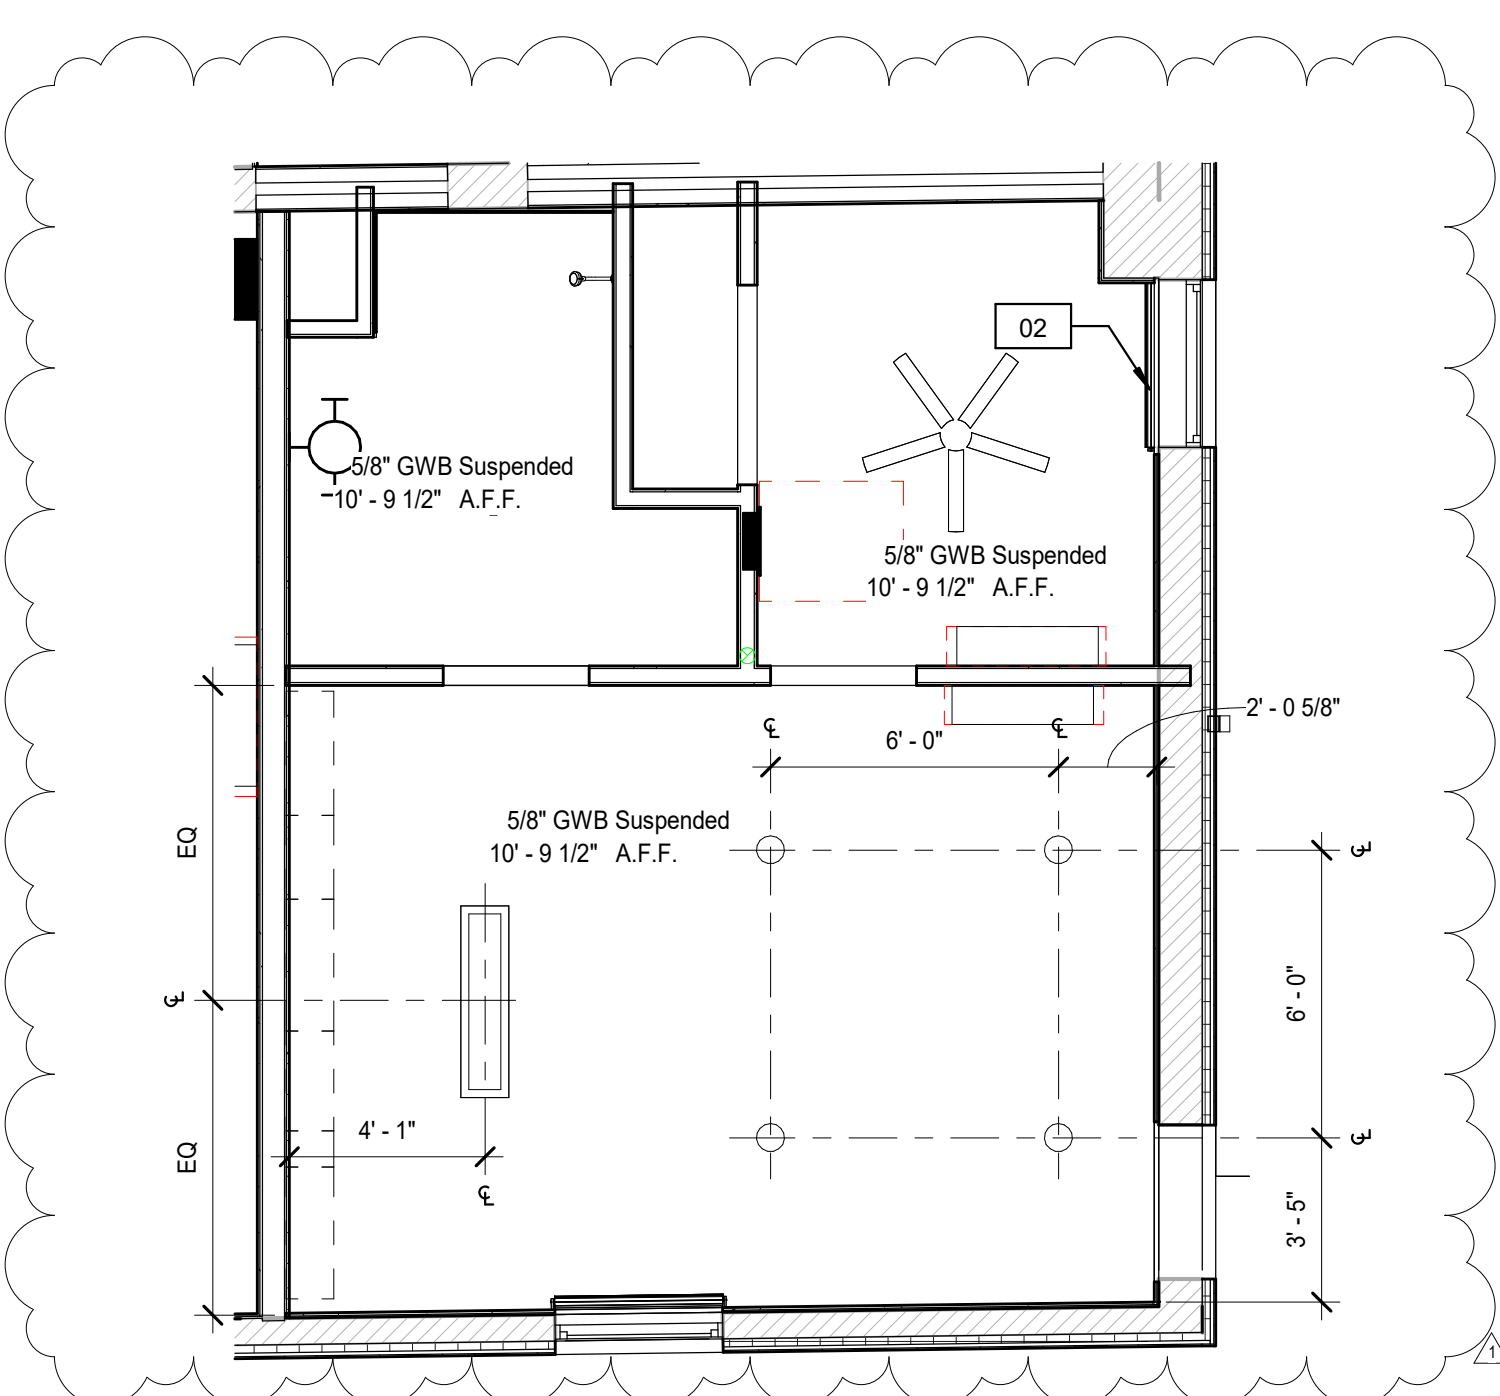 02
5/8" GWB Suspended
10' - 9 1/2" A.F.F.
5/8" GWB Suspended
10' - 9 1/2" A.F.F.
2' - 0 5/8"
℄
℄
6' - 0"
5/8" GWB Suspended
10' - 9 1/2" A.F.F.
EQ
℄
℄
6' - 0"
4' - 1"
℄
EQ
℄
3' - 5"
1